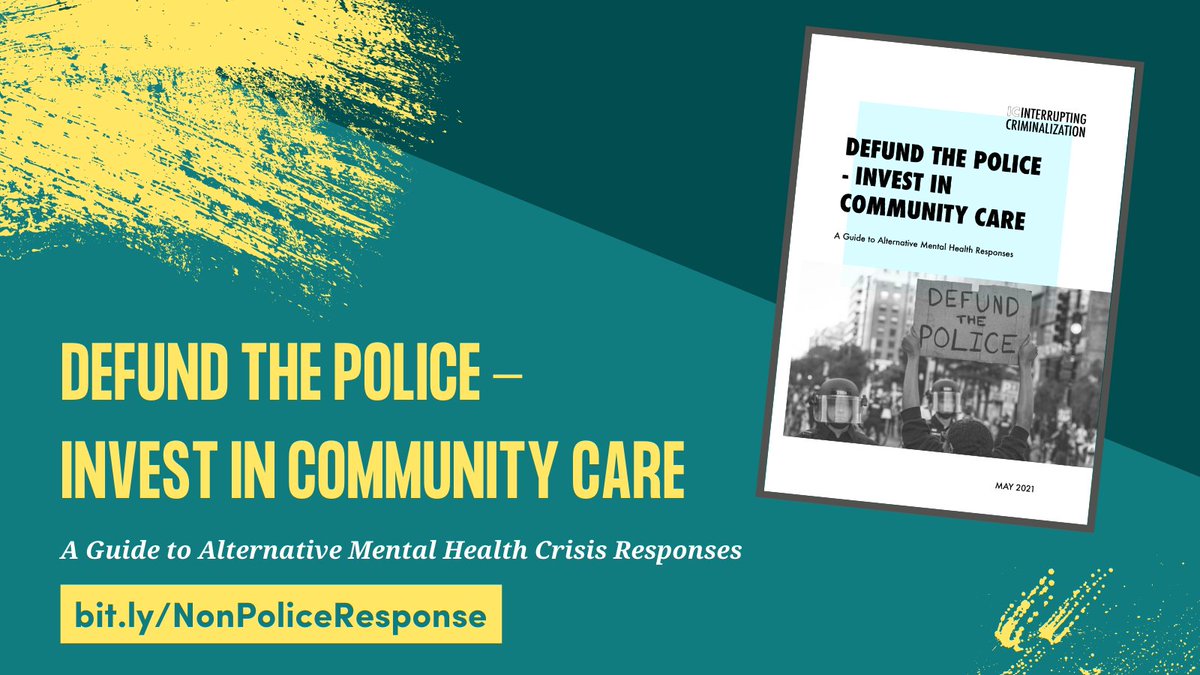 DEFUND THE POLICE –
INVEST IN COMMUNITY CARE
A Guide to Alternative Mental Health Crisis Responses
bit.ly/NonPoliceResponse
IC INTERRUPTING
CRIMINALIZATION
DEFUND THE POLICE
- INVEST IN
COMMUNITY CARE
A Guide to Alternative Mental Health Responses
DEFUND
THE
POLICE
MAY 2021